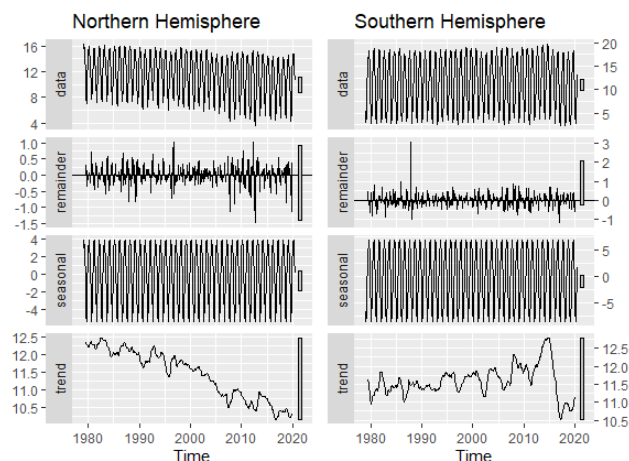 Northern Hemisphere
data
16
12
8
4
remainder
1.0
0.5
0.0
-0.5
-1.0
-1.5
seasonal
4
2
0
-2
-4
trend
12.5
12.0
11.5
11.0
10.5
1980 1990 2000 2010 2020
Time
Southern Hemisphere
data
20
15
10
5
remainder
3
2
1
0
-1
seasonal
5
0
-5
trend
12.5
12.0
11.5
11.0
10.5
1980 1990 2000 2010 2020
Time